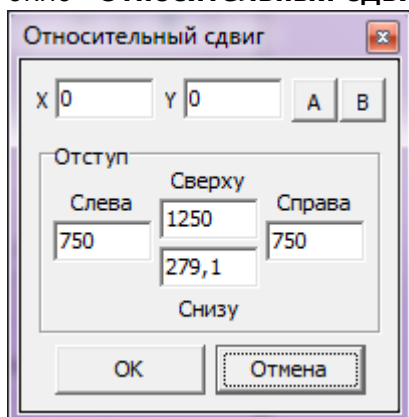 Относительный сдвиг
X 0 Y 0 A B
Отступ
Сверху
Слева 1250 Справа
750 279,1 750
Снизу
OK Отмена